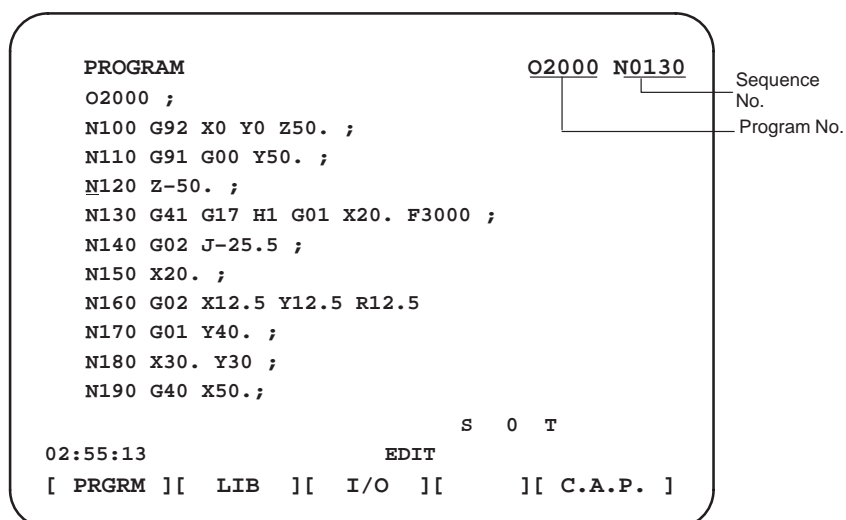 PROGRAM O2000 N0130
Sequence No.
Program No.
O2000 ;
N100 G92 X0 Y0 Z50. ;
N110 G91 G00 Y50. ;
N120 Z–50. ;
N130 G41 G17 H1 G01 X20. F3000 ;
N140 G02 J–25.5 ;
N150 X20. ;
N160 G02 X12.5 Y12.5 R12.5
N170 G01 Y40. ;
N180 X30. Y30 ;
N190 G40 X50.;
S 0 T
02:55:13 EDIT
[ PRGRM ][ LIB ][ I/O ][ ][ C.A.P. ]